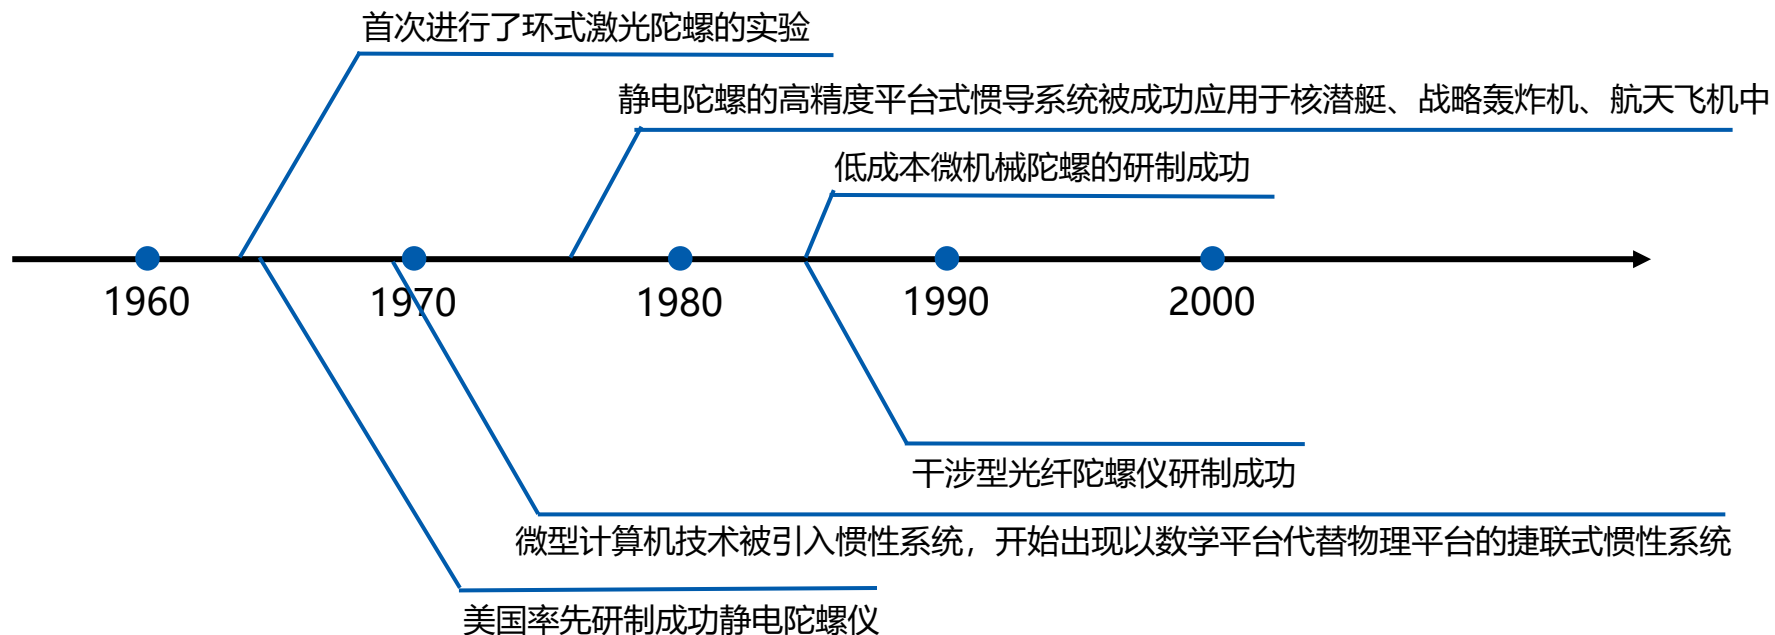 首次进行了环式激光陀螺的实验
静电陀螺的高精度平台式惯导系统被成功应用于核潜艇、战略轰炸机、航天飞机中
低成本微机械陀螺的研制成功
1960
1970
1980
1990
2000
干涉型光纤陀螺仪研制成功
微型计算机技术被引入惯性系统，开始出现以数学平台代替物理平台的捷联式惯性系统
美国率先研制成功静电陀螺仪